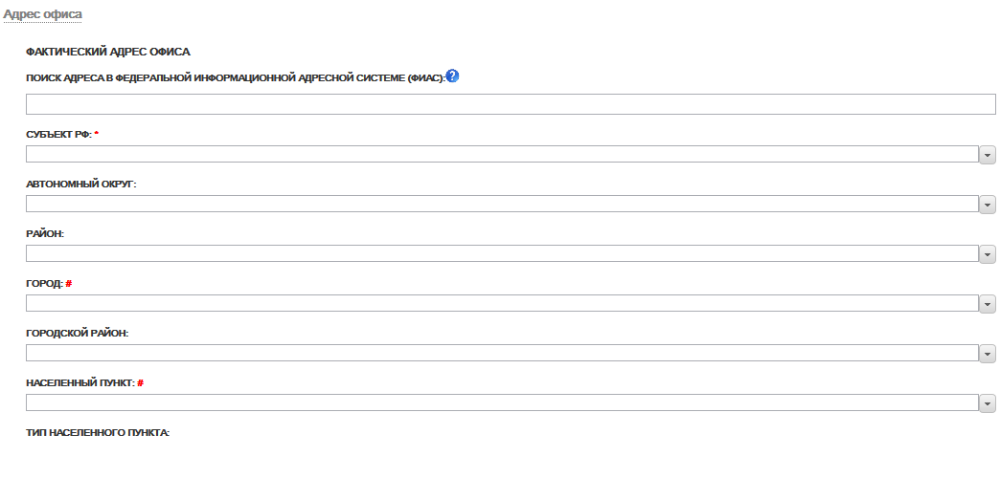 Адрес офиса
ФАКТИЧЕСКИЙ АДРЕС ОФИСА
ПОИСК АДРЕСА В ФЕДЕРАЛЬНОЙ ИНФОРМАЦИОННОЙ АДРЕСНОЙ СИСТЕМЕ (ФИАС):?
СУБЪЕКТ РФ: *
АВТОНОМНЫЙ ОКРУГ:
РАЙОН:
ГОРОД: #
ГОРОДСКОЙ РАЙОН:
НАСЕЛЕННЫЙ ПУНКТ: #
ТИП НАСЕЛЕННОГО ПУНКТА: